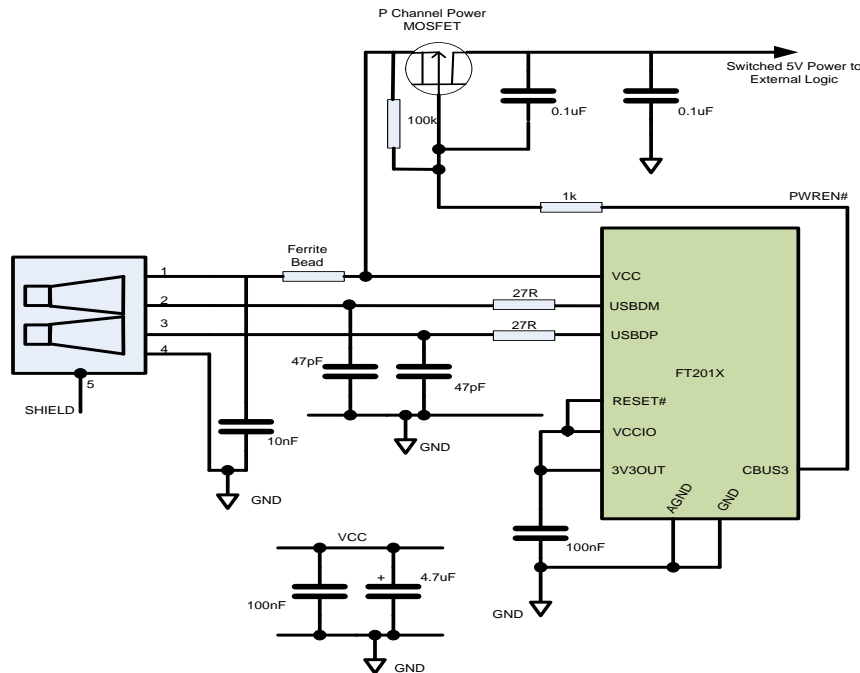 P Channel Power
MOSFET
Switched 5V Power to
External Logic
0.1uF
0.1uF
100k
1k
PWREN#
Ferrite
Bead
1
2
3
4
5
SHIELD
27R
27R
VCC
USBDM
USBDP
FT201X
RESET#
VCCIO
3V3OUT
CBUS3
AGND
GND
47pF
47pF
GND
10nF
GND
100nF
GND
VCC
100nF
+
4.7uF
GND